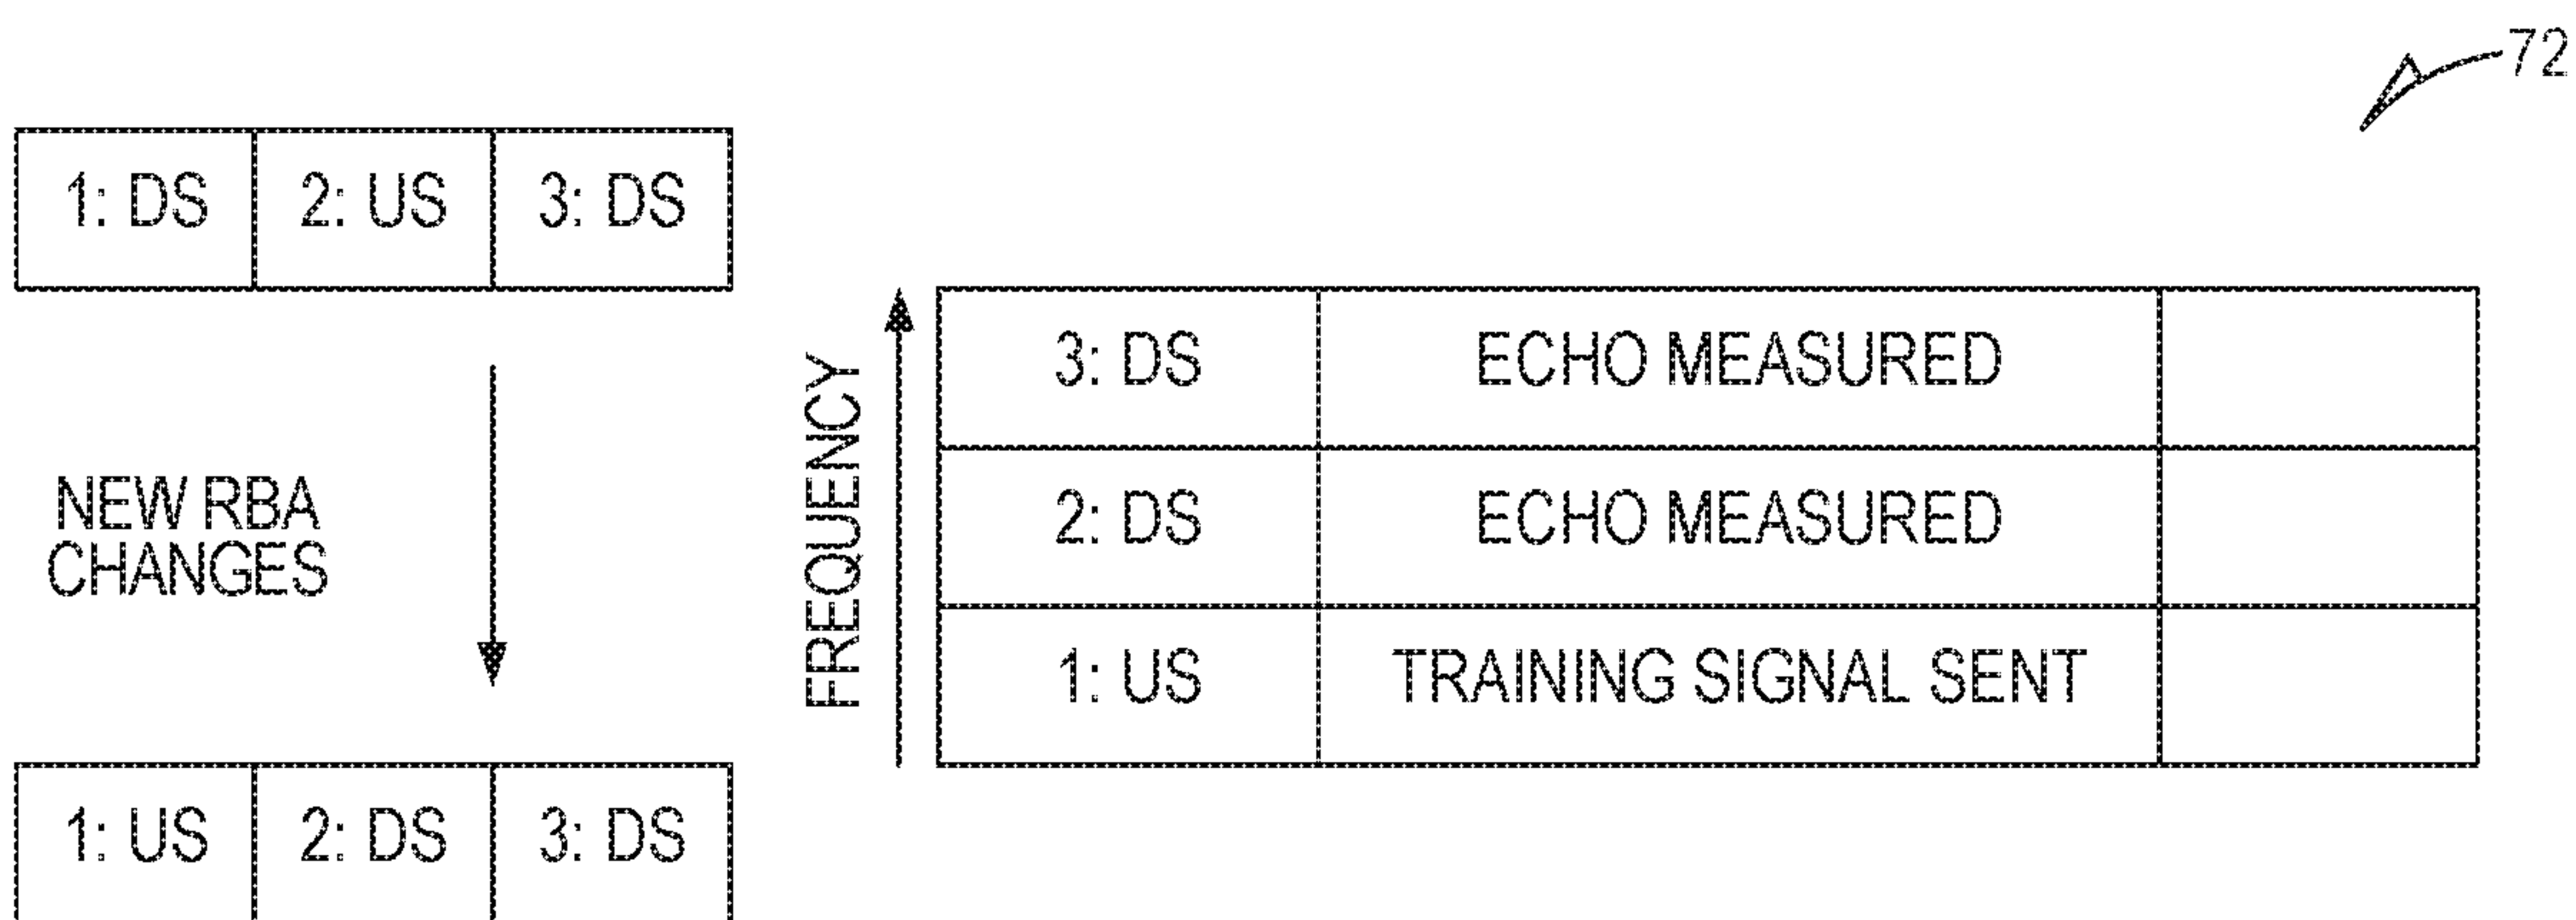 72
1: DS 2: US 3: DS
NEW RBA
CHANGES
1: US 2: DS 3: DS
FREQUENCY
3: DS ECHO MEASURED
2: DS ECHO MEASURED
1: US TRAINING SIGNAL SENT